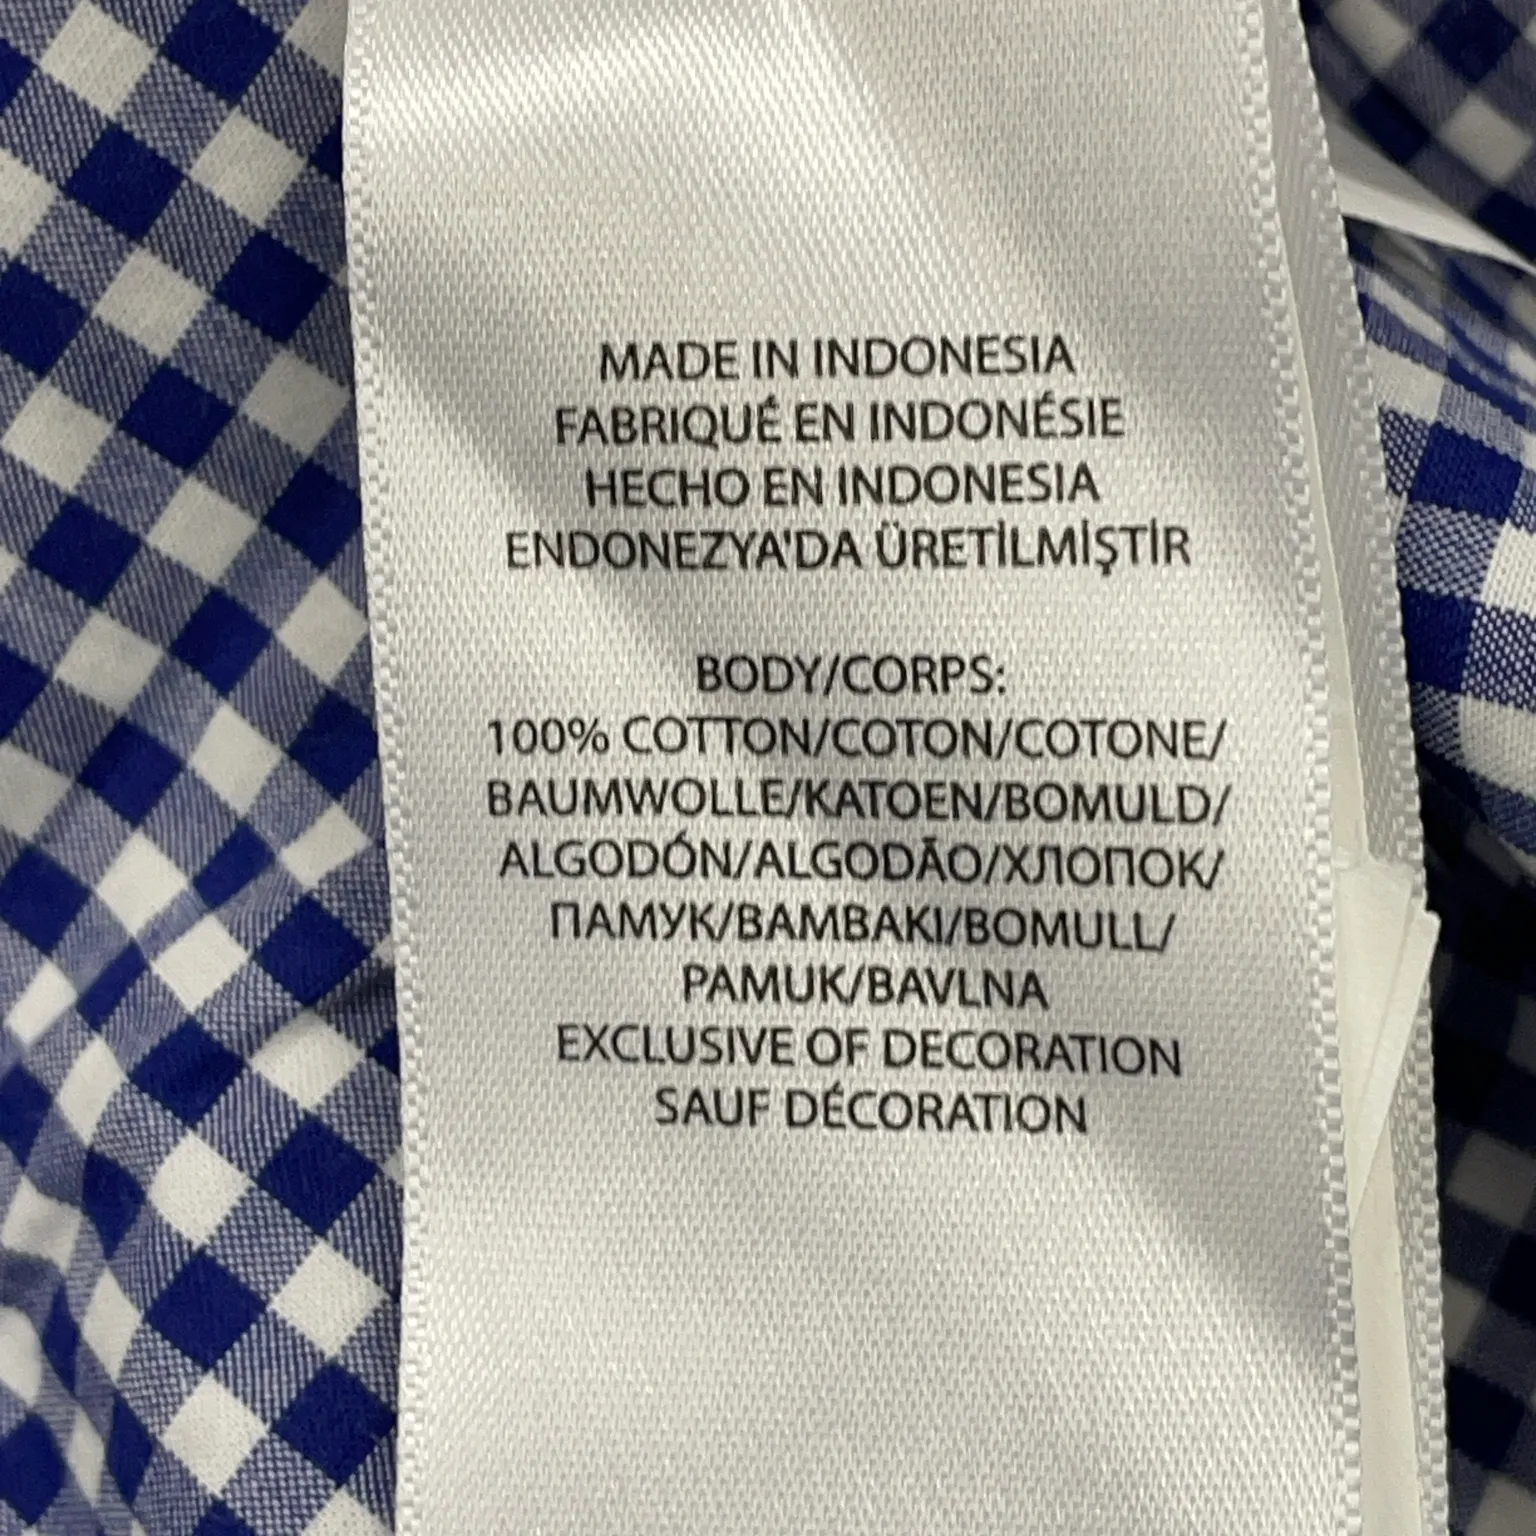 MADE IN INDONESIA
FABRIQUÉ EN INDONÉSIE
HECHO EN INDONESIA
ENDONEZYA'DA ÜRETİLMİŞTİR
BODY/CORPS:
100% COTTON/COTON/COTONE/
BAUMWOLLE/KATOEN/BOMULD/
ALGODÓN/ALGODÃO/ХЛОПОК/
ПАМУК/BAMBAKI/BOMULL/
PAMUK/BAVLNA
EXCLUSIVE OF DECORATION
SAUF DÉCORATION